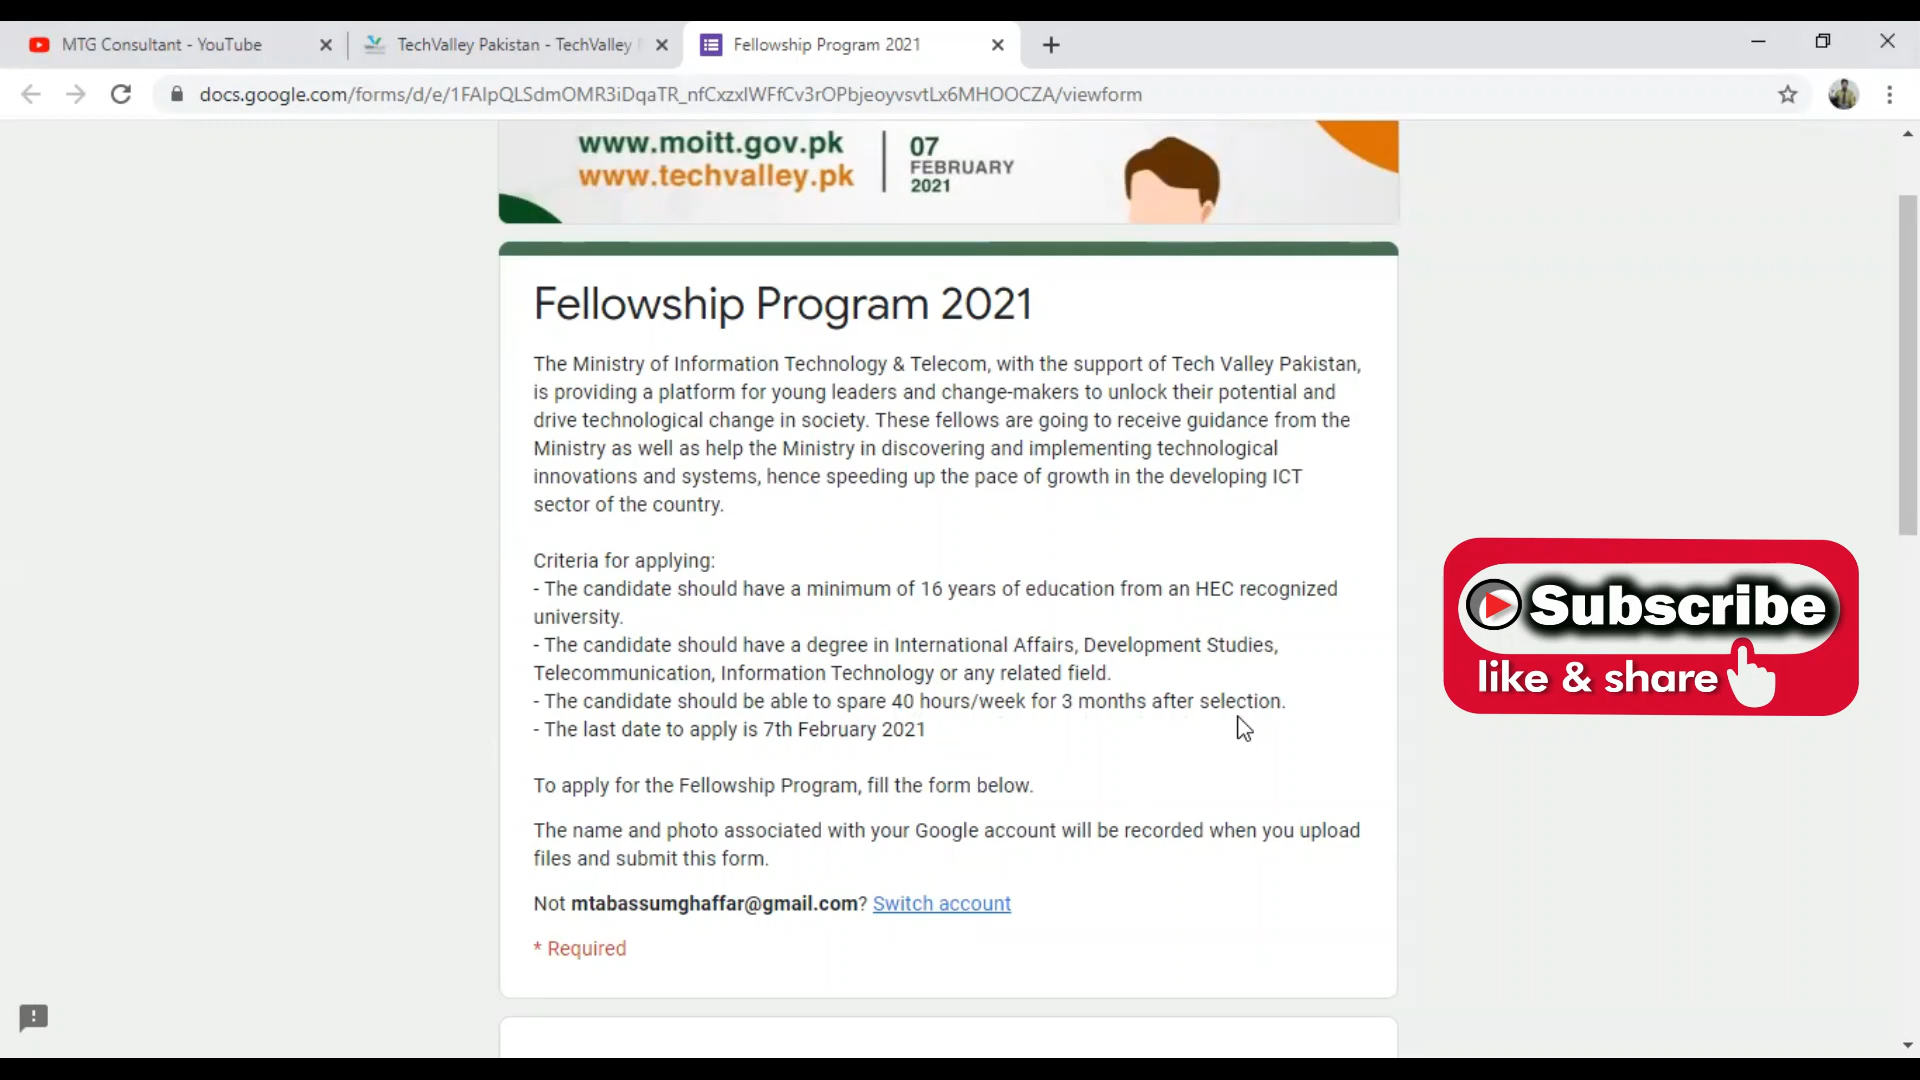 MTG Consultant - YouTube
TechValley Pakistan - TechValley
Fellowship Program 2021
docs.google.com/forms/d/e/1FAIpQLSdmOMR3iDqaTR_nfCxzxlWFfCv3rOPbjeoyvsvtLx6MHOOCZA/viewform
www.moitt.gov.pk
www.techvalley.pk
07
FEBRUARY
2021
Fellowship Program 2021
The Ministry of Information Technology & Telecom, with the support of Tech Valley Pakistan,
is providing a platform for young leaders and change-makers to unlock their potential and
drive technological change in society. These fellows are going to receive guidance from the
Ministry as well as help the Ministry in discovering and implementing technological
innovations and systems, hence speeding up the pace of growth in the developing ICT
sector of the country.
Criteria for applying:
- The candidate should have a minimum of 16 years of education from an HEC recognized
university.
- The candidate should have a degree in International Affairs, Development Studies,
Telecommunication, Information Technology or any related field.
- The candidate should be able to spare 40 hours/week for 3 months after selection.
- The last date to apply is 7th February 2021
To apply for the Fellowship Program, fill the form below.
The name and photo associated with your Google account will be recorded when you upload
files and submit this form.
Not mtabassumghaffar@gmail.com? Switch account
* Required
Subscribe
like & share